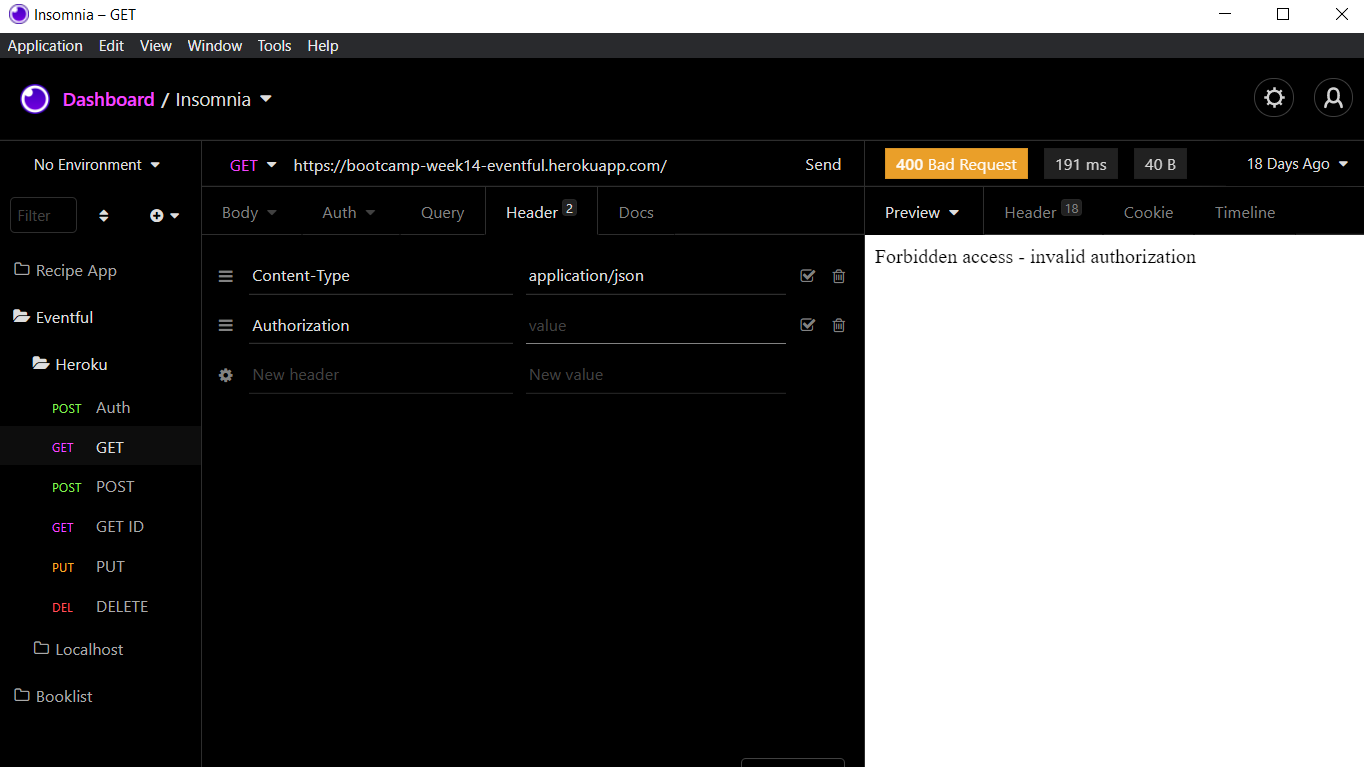 Insomnia – GET
Application Edit View Window Tools Help
Dashboard / Insomnia
No Environment
GET https://bootcamp-week14-eventful.herokuapp.com/ Send
400 Bad Request 191 ms 40 B 18 Days Ago
Filter
Body Auth Query Header 2 Docs
Preview Header 18 Cookie Timeline
Recipe App
Eventful
Heroku
POST Auth
GET GET
POST POST
GET GET ID
PUT PUT
DEL DELETE
Localhost
Booklist
Content-Type application/json
Authorization value
New header New value
Forbidden access - invalid authorization